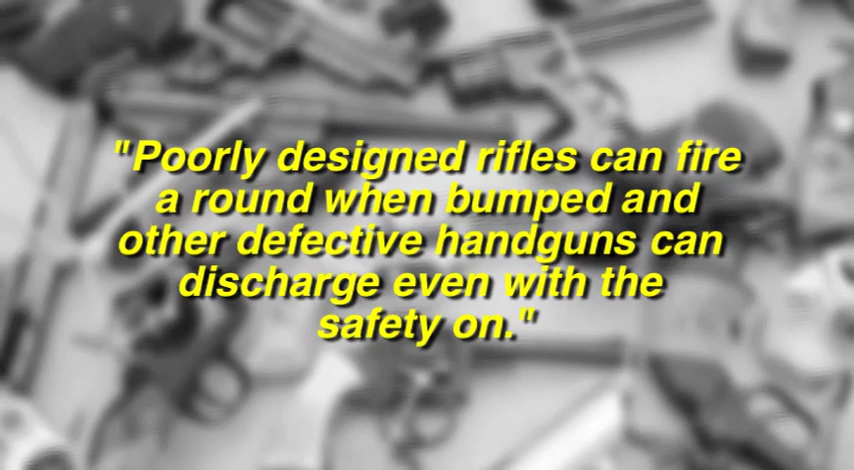 "Poorly designed rifles can fire
a round when bumped and
other defective handguns can
discharge even with the
safety on."